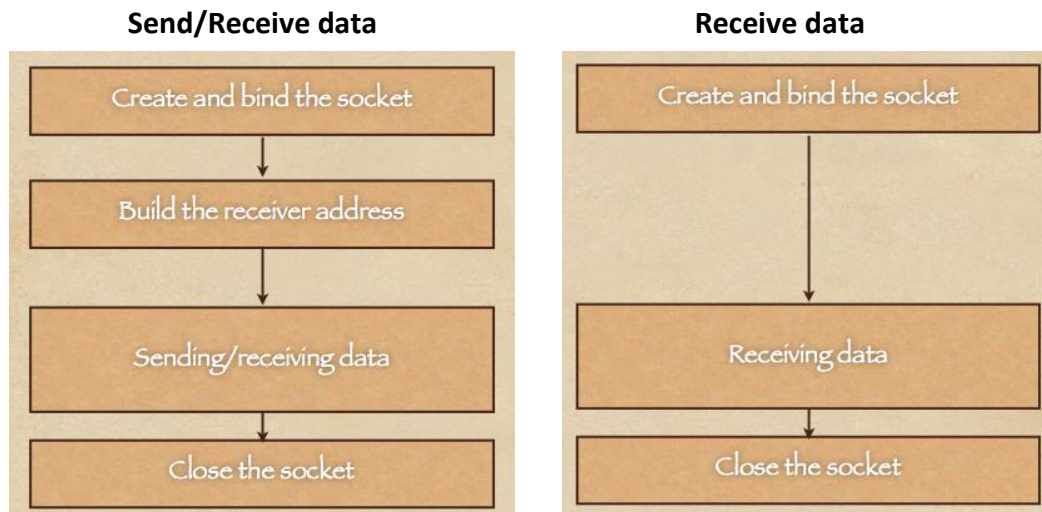 Send/Receive data
Create and bind the socket
Build the receiver address
Sending/receiving data
Close the socket
Receive data
Create and bind the socket
Receiving data
Close the socket